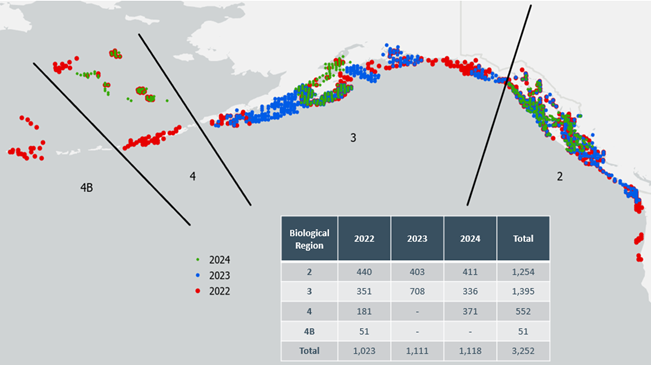 3
4
2
4B
2024
2023
2022
Biological Region 2022 2023 2024 Total
2 440 403 411 1,254
3 351 708 336 1,395
4 181 - 371 552
4B 51 - - 51
Total 1,023 1,111 1,118 3,252